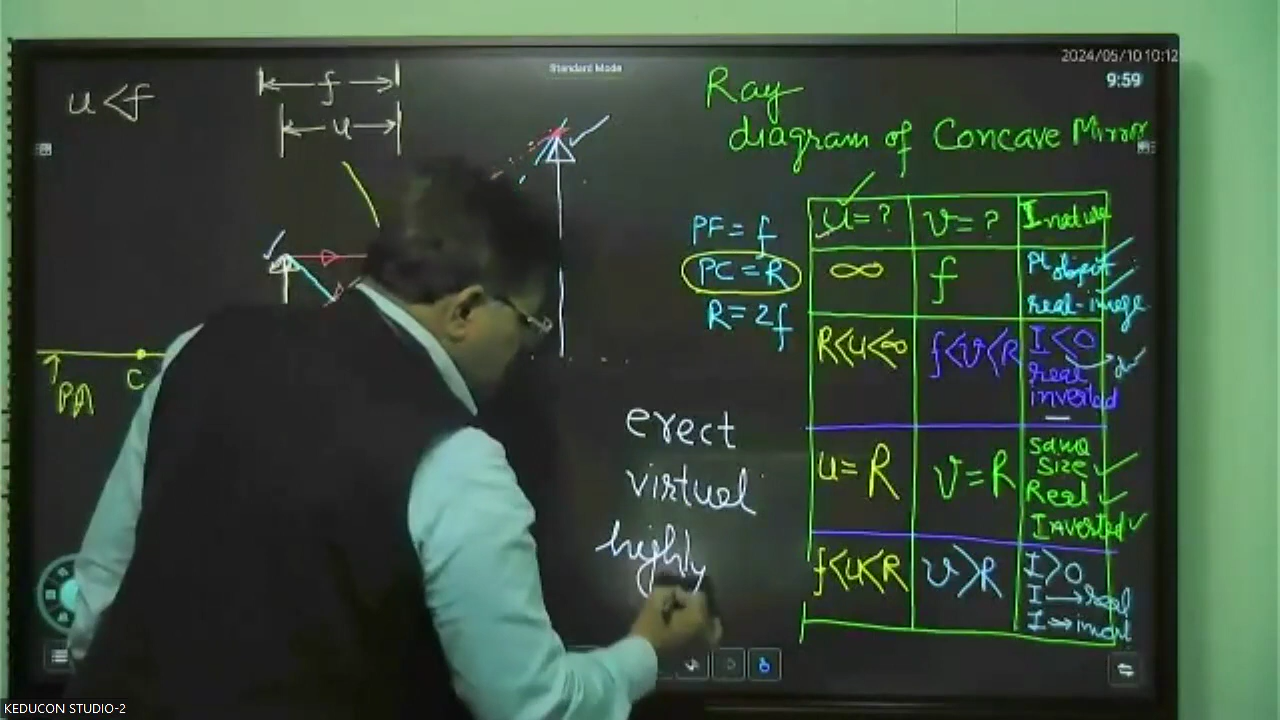 2024/05/10 10:12
Standard Mode
9:59
u < f
f
u
Ray
diagram of Concave Mirror
PF = f
PC = R
R = 2f
u = ? v = ? I nature
∞ f Pt object
real-image
R<u<∞ f<v<R I<O
real
inverted
u = R v = R same
size
Real
Inverted
f<u<R v>R I>O
I → real
I → invert
C
PA
erect
virtual
highly
KEDUCON STUDIO-2